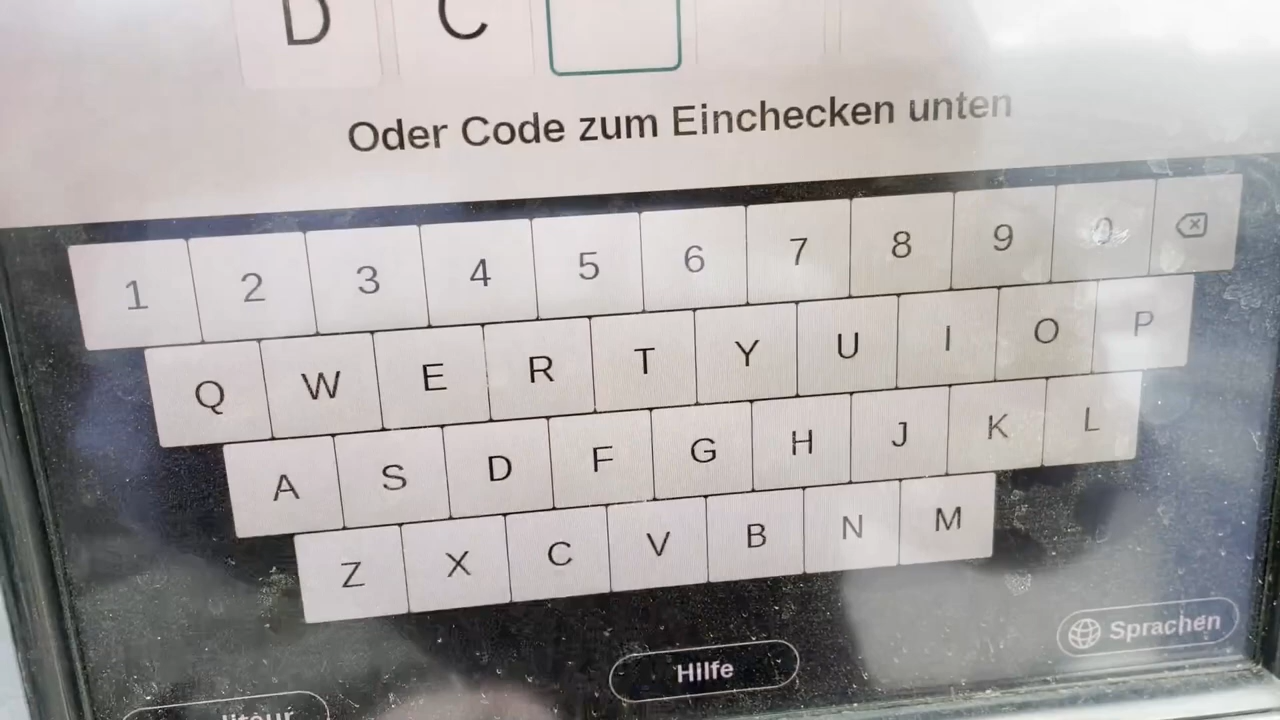 D C
Oder Code zum Einchecken unten
1 2 3 4 5 6 7 8 9 0
Q W E R T Y U I O P
A S D F G H J K L
Z X C V B N M
Sprachen
Hilfe